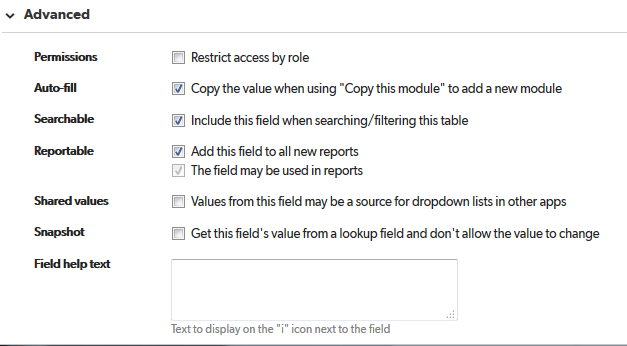 Advanced
Permissions Restrict access by role
Auto-fill Copy the value when using "Copy this module" to add a new module
Searchable Include this field when searching/filtering this table
Reportable Add this field to all new reports
The field may be used in reports
Shared values Values from this field may be a source for dropdown lists in other apps
Snapshot Get this field's value from a lookup field and don't allow the value to change
Field help text
Text to display on the "i" icon next to the field